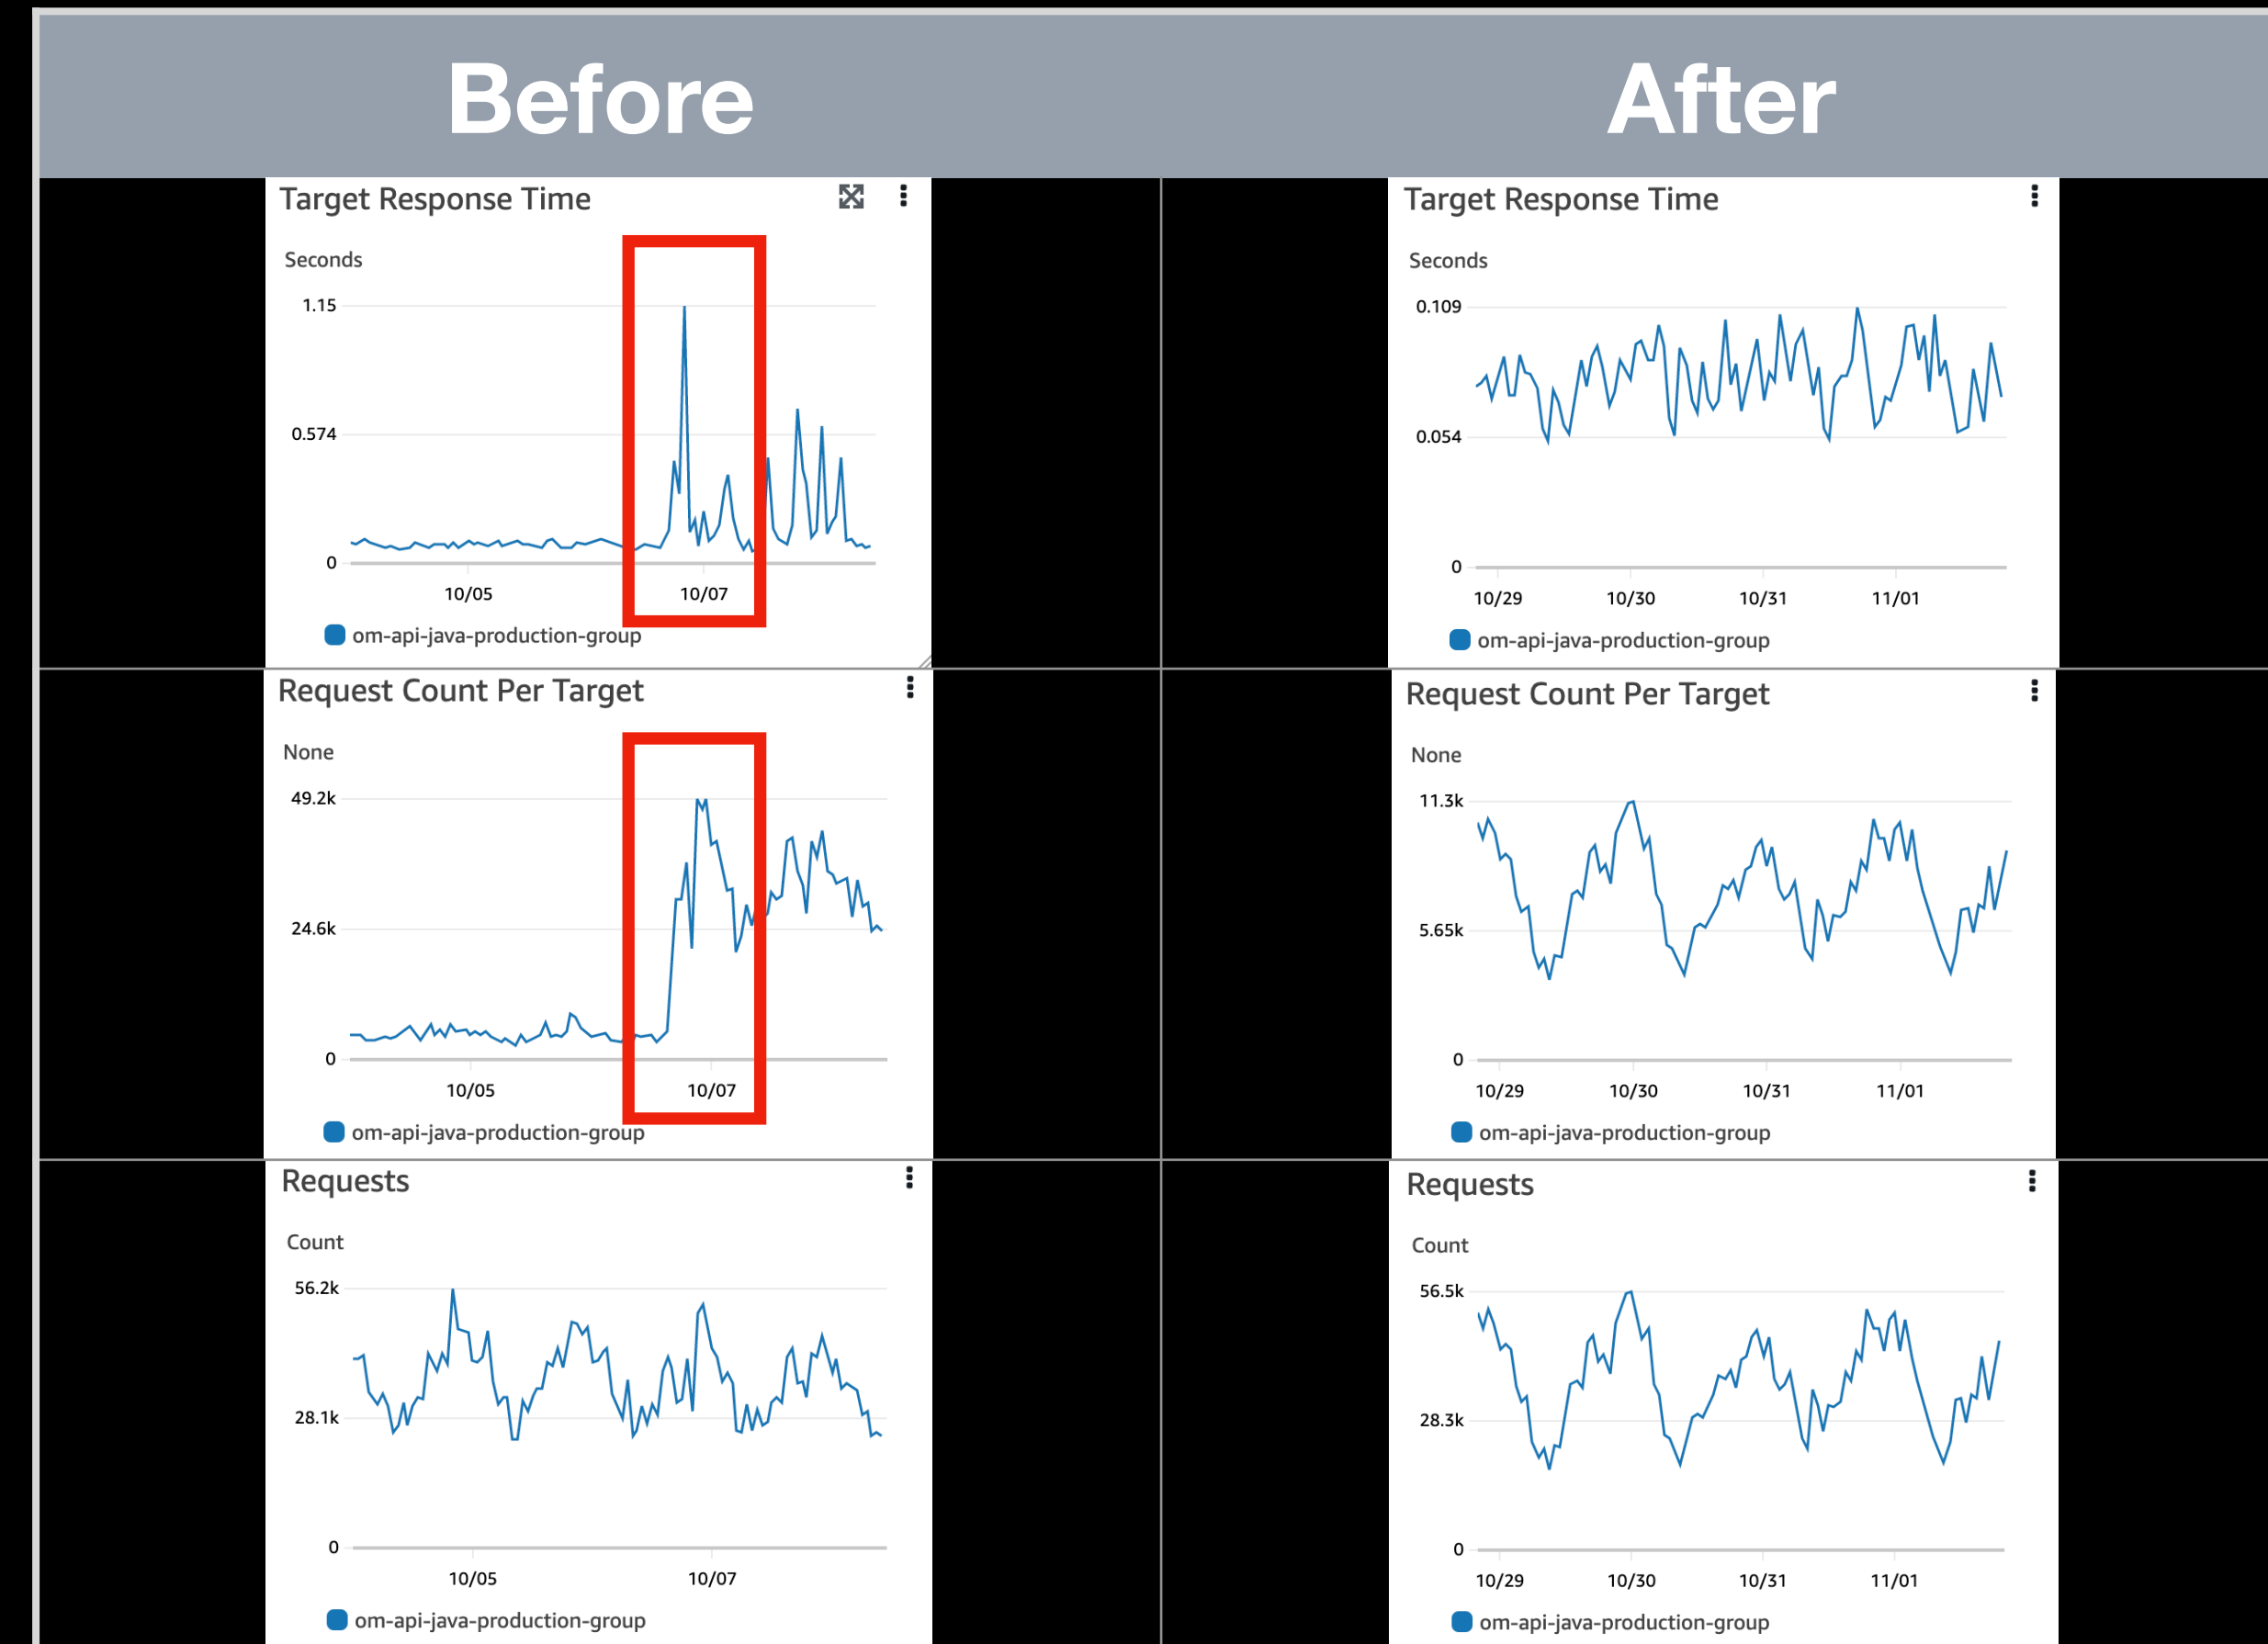 Before
After
Target Response Time
Seconds
1.15
0.574
0
10/05
10/07
om-api-java-production-group
Target Response Time
Seconds
0.109
0.054
0
10/29
10/30
10/31
11/01
om-api-java-production-group
Request Count Per Target
None
49.2k
24.6k
0
10/05
10/07
om-api-java-production-group
Request Count Per Target
None
11.3k
5.65k
0
10/29
10/30
10/31
11/01
om-api-java-production-group
Requests
Count
56.2k
28.1k
0
10/05
10/07
om-api-java-production-group
Requests
Count
56.5k
28.3k
0
10/29
10/30
10/31
11/01
om-api-java-production-group